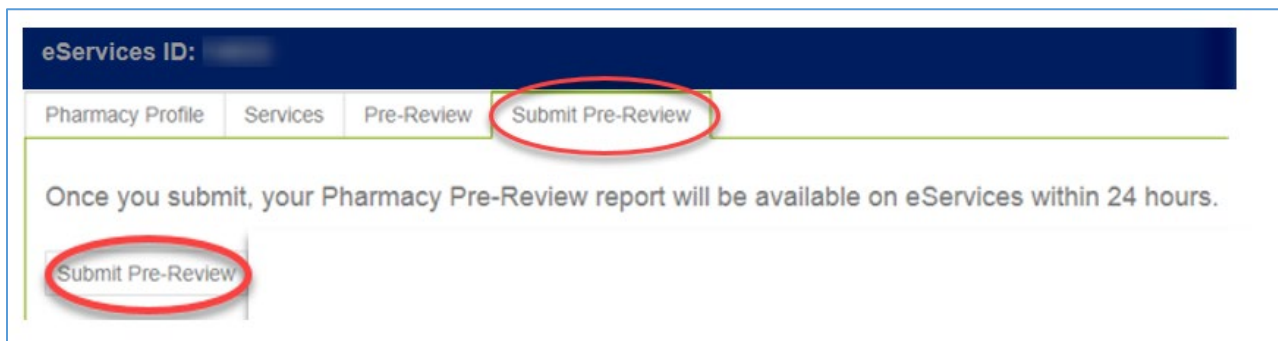 eServices ID:
Pharmacy Profile Services Pre-Review Submit Pre-Review
Once you submit, your Pharmacy Pre-Review report will be available on eServices within 24 hours.
Submit Pre-Review